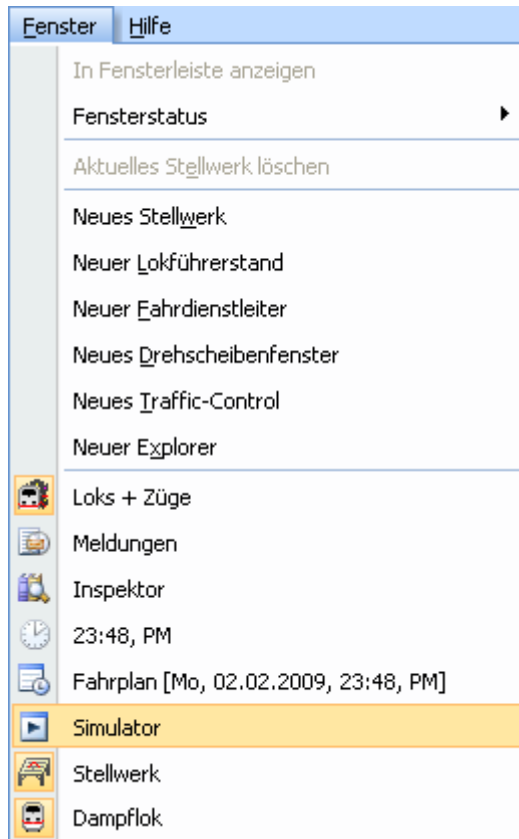 Fenster Hilfe
In Fensterleiste anzeigen
Fensterstatus
Aktuelles Stellwerk löschen
Neues Stellwerk
Neuer Lokführerstand
Neuer Fahrdienstleiter
Neues Drehscheibenfenster
Neues Traffic-Control
Neuer Explorer
Loks + Züge
Meldungen
Inspektor
23:48, PM
Fahrplan [Mo, 02.02.2009, 23:48, PM]
Simulator
Stellwerk
Dampflok